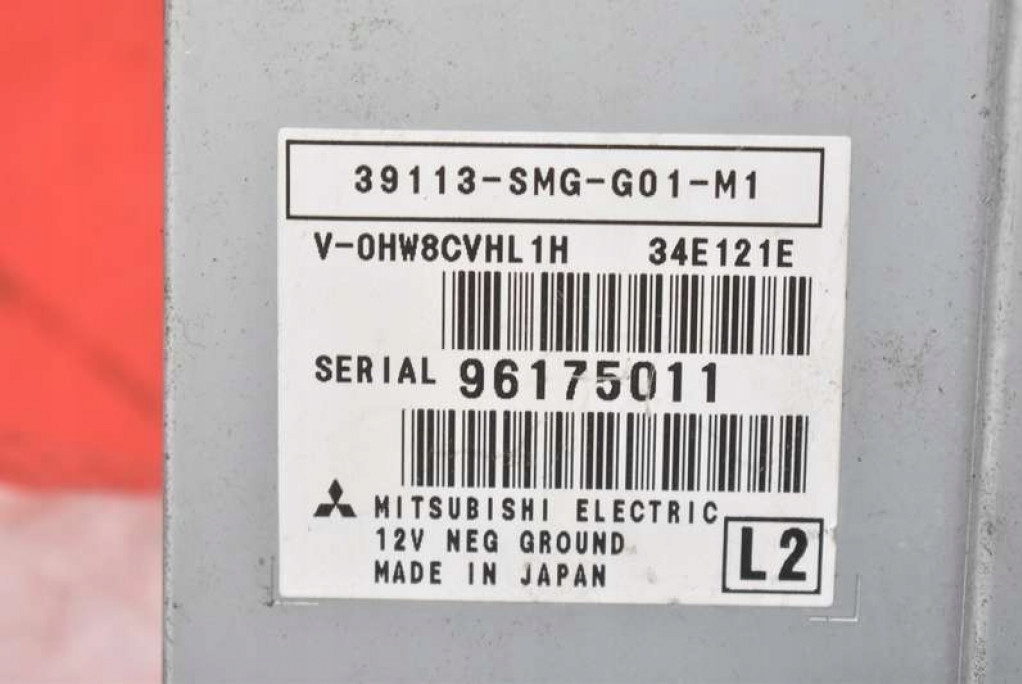 39113-SMG-G01-M1
V-0HW8CVHL1H 34E121E
SERIAL 96175011
MITSUBISHI ELECTRIC
12V NEG GROUND
MADE IN JAPAN
L2